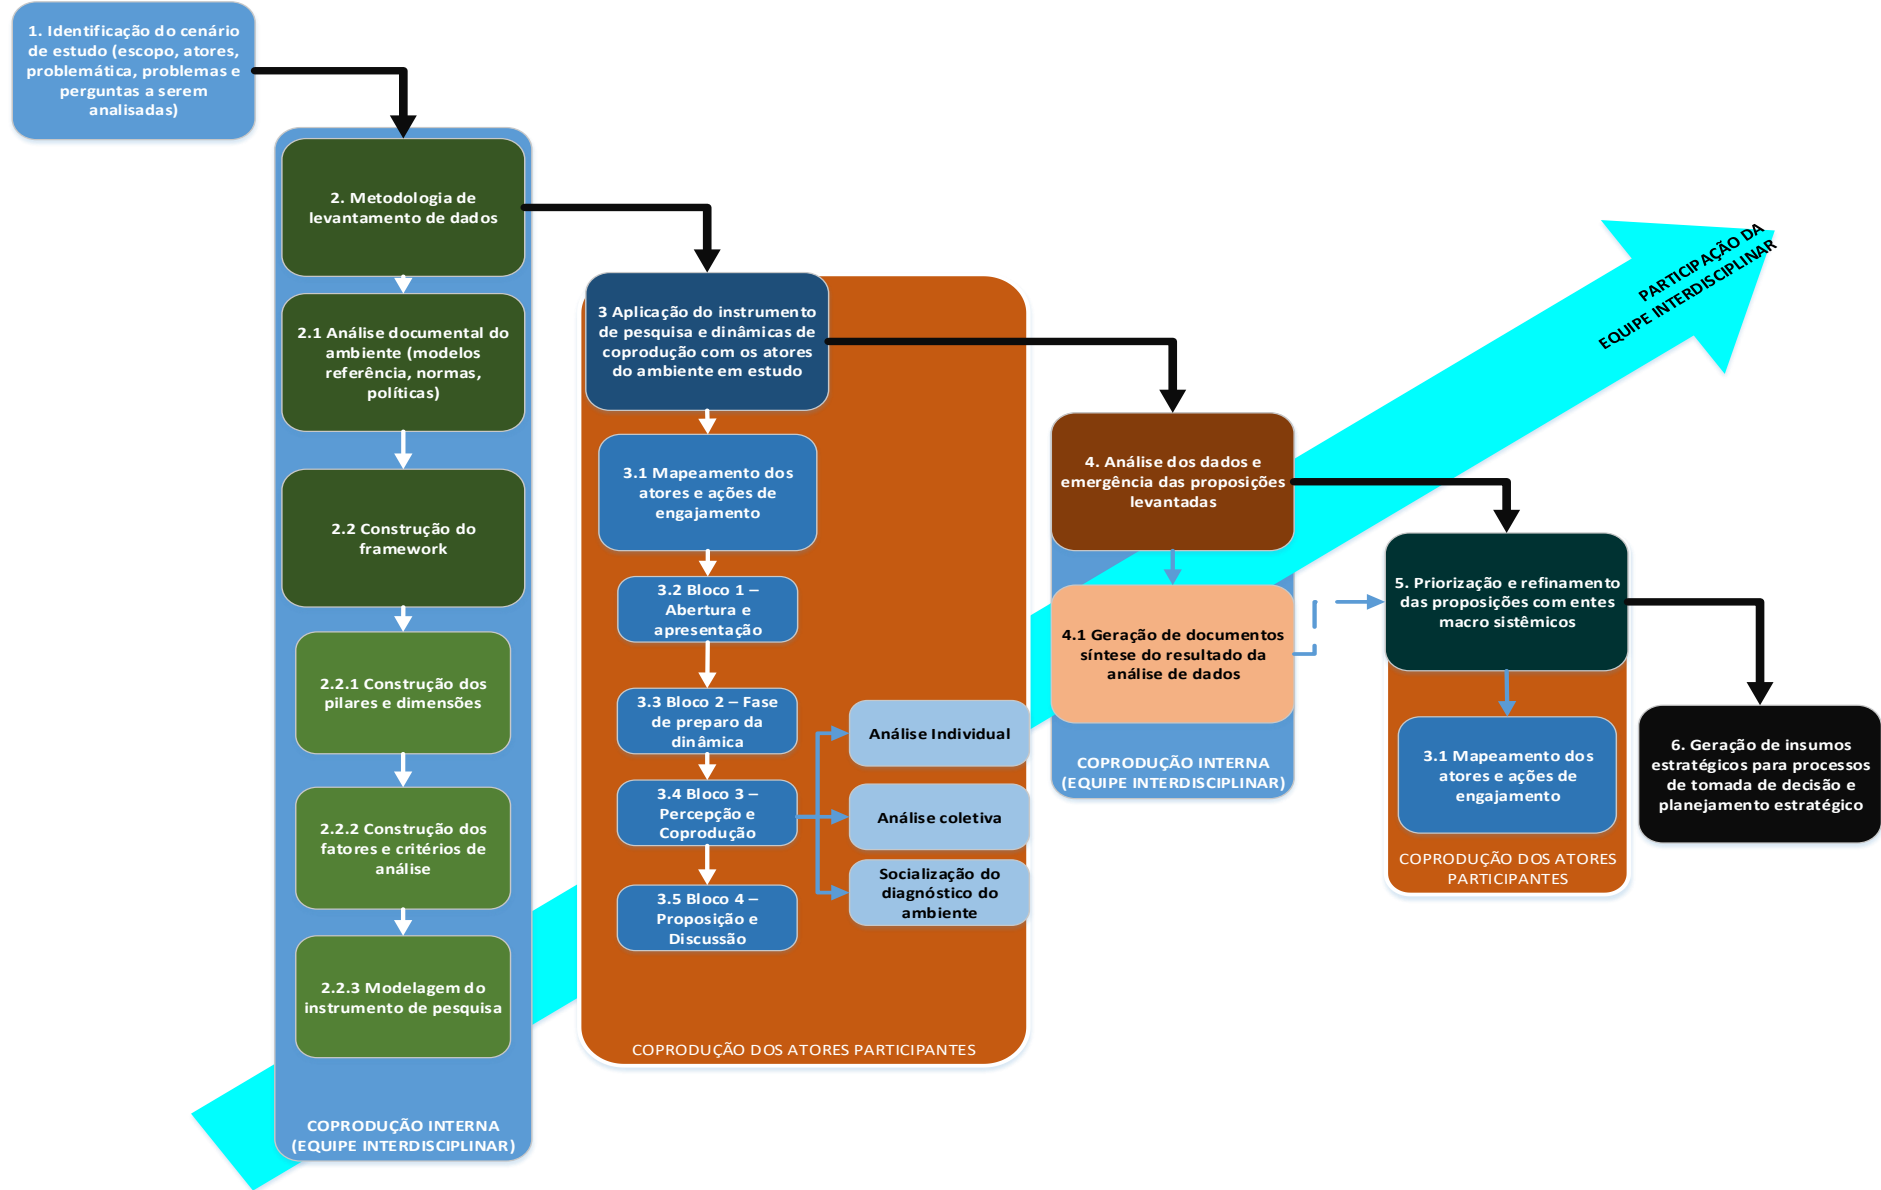 1. Identificação do cenário
de estudo (escopo, atores,
problemática, problemas e
perguntas a serem
analisadas)
2. Metodologia de
levantamento de dados
2.1 Análise documental do
ambiente (modelos
referência, normas,
políticas)
2.2 Construção do
framework
2.2.1 Construção dos
pilares e dimensões
2.2.2 Construção dos
fatores e critérios de
análise
2.2.3 Modelagem do
instrumento de pesquisa
COPRODUÇÃO INTERNA
(EQUIPE INTERDISCIPLINAR)
3 Aplicação do instrumento
de pesquisa e dinâmicas de
coprodução com os atores
do ambiente em estudo
3.1 Mapeamento dos
atores e ações de
engajamento
3.2 Bloco 1 –
Abertura e
apresentação
3.3 Bloco 2 – Fase
de preparo da
dinâmica
3.4 Bloco 3 –
Percepção e
Coprodução
3.5 Bloco 4 –
Proposição e
Discussão
Análise Individual
Análise coletiva
Socialização do
diagnóstico do
ambiente
COPRODUÇÃO DOS ATORES PARTICIPANTES
4. Análise dos dados e
emergência das proposições
levantadas
4.1 Geração de documentos
síntese do resultado da
análise de dados
COPRODUÇÃO INTERNA
(EQUIPE INTERDISCIPLINAR)
5. Priorização e refinamento
das proposições com entes
macro sistêmicos
3.1 Mapeamento dos
atores e ações de
engajamento
COPRODUÇÃO DOS ATORES
PARTICIPANTES
6. Geração de insumos
estratégicos para processos
de tomada de decisão e
planejamento estratégico
PARTICIPAÇÃO DA
EQUIPE INTERDISCIPLINAR